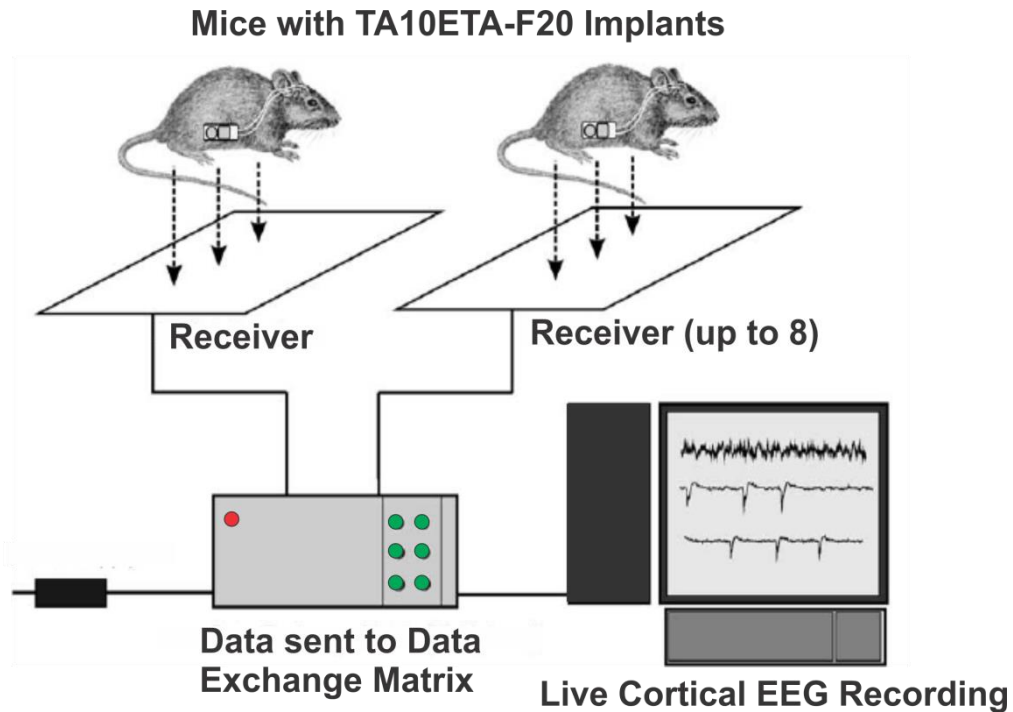 Mice with TA10ETA-F20 Implants
Receiver
Receiver (up to 8)
Data sent to Data
Exchange Matrix
Live Cortical EEG Recording